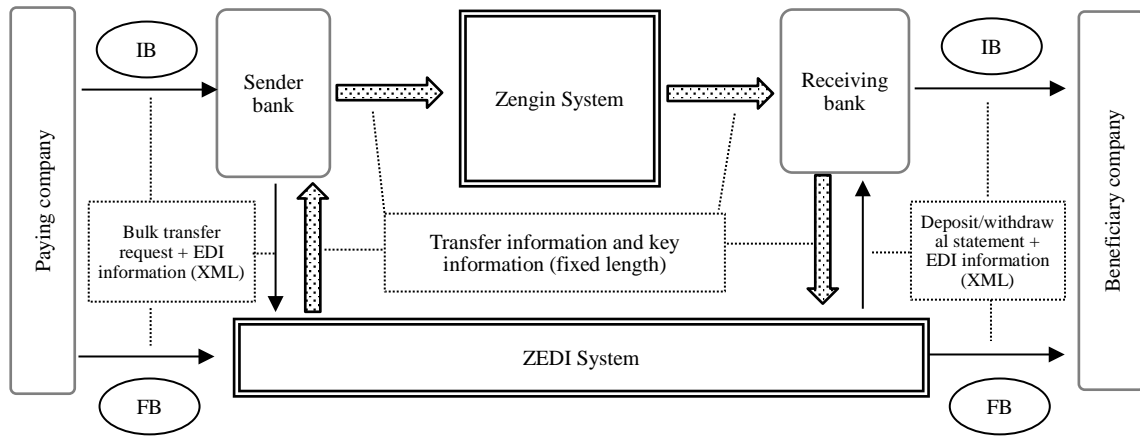 Paying company
IB
Sender
bank
Zengin System
Receiving
bank
IB
Beneficiary company
Bulk transfer
request + EDI
information (XML)
Transfer information and key
information (fixed length)
Deposit/withdraw
al statement +
EDI information
(XML)
ZEDI System
FB
FB